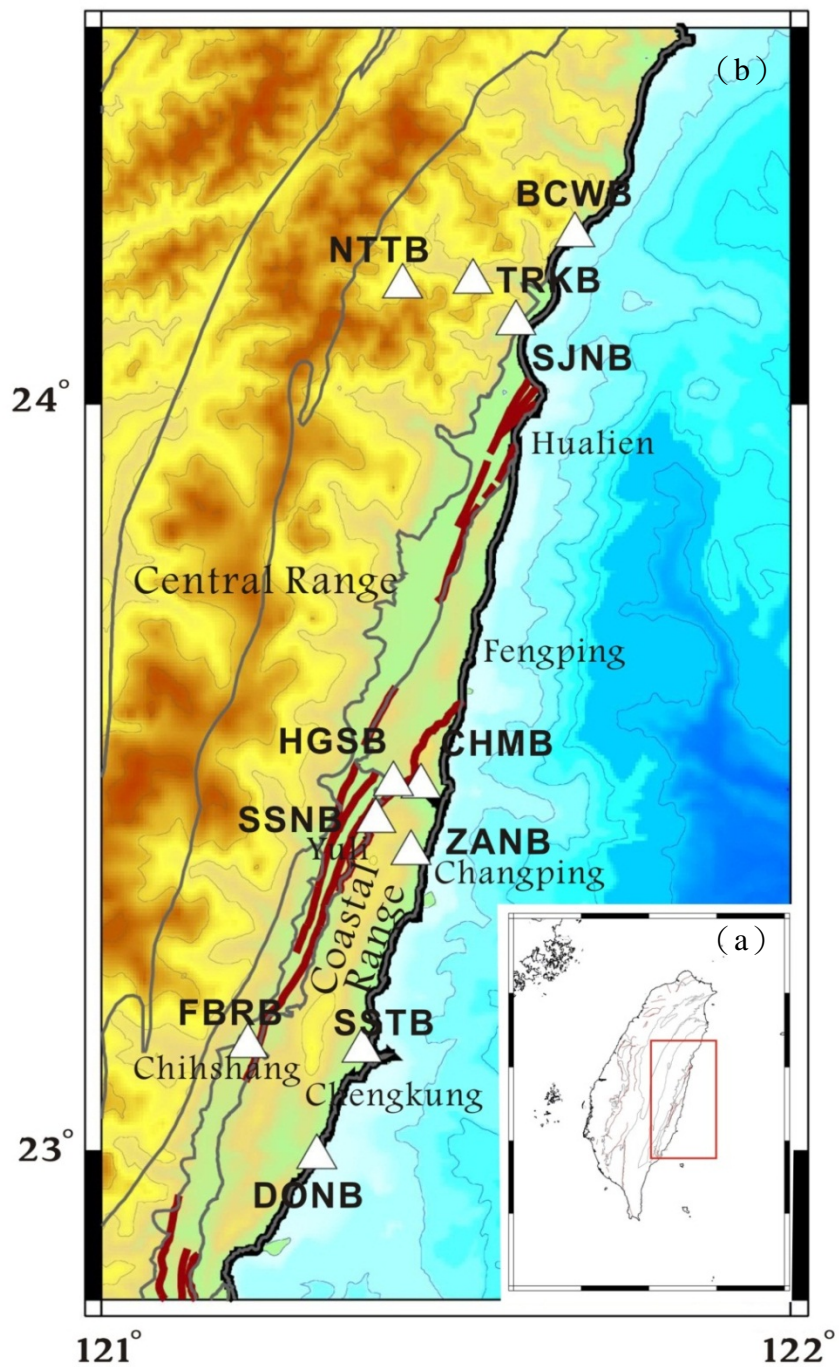 （b）
BCWB
NTTB
TRKB
SJNB
24°
Hualien
Central Range
Fengping
HGSB
CHMB
SSNB
Yuli
ZANB
Changping
Coastal
Range
（a）
FBRB
SSTB
Chihshang
Chengkung
23°
DONB
121°
122°